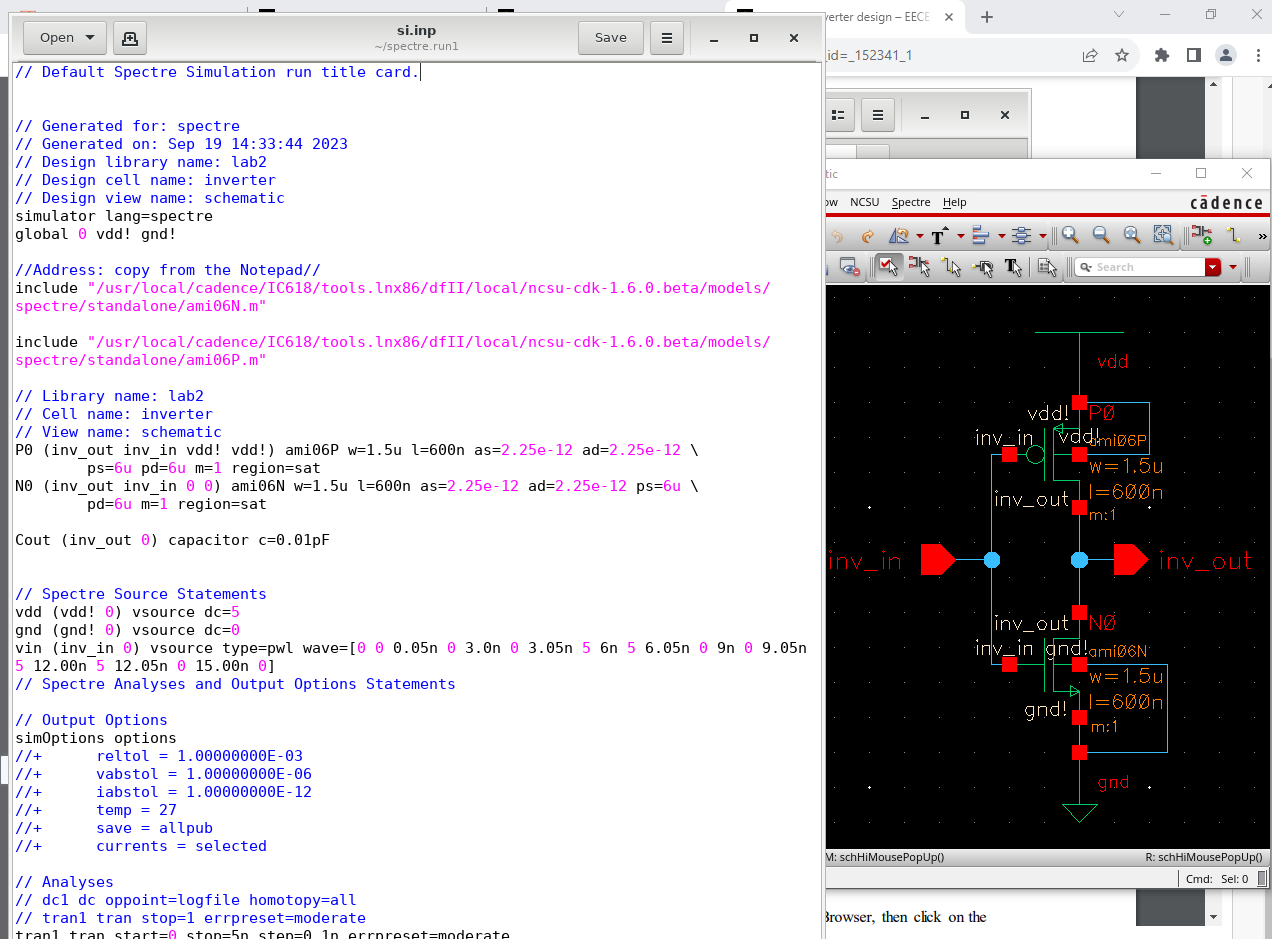 Open
si.inp
~/spectre.run1
Save
// Default Spectre Simulation run title card.
// Generated for: spectre
// Generated on: Sep 19 14:33:44 2023
// Design library name: lab2
// Design cell name: inverter
// Design view name: schematic
simulator lang=spectre
global 0 vdd! gnd!
//Address: copy from the Notepad//
include "/usr/local/cadence/IC618/tools.lnx86/dfII/local/ncsu-cdk-1.6.0.beta/models/
spectre/standalone/ami06N.m"
include "/usr/local/cadence/IC618/tools.lnx86/dfII/local/ncsu-cdk-1.6.0.beta/models/
spectre/standalone/ami06P.m"
// Library name: lab2
// Cell name: inverter
// View name: schematic
P0 (inv_out inv_in vdd! vdd!) ami06P w=1.5u l=600n as=2.25e-12 ad=2.25e-12 \
ps=6u pd=6u m=1 region=sat
N0 (inv_out inv_in 0 0) ami06N w=1.5u l=600n as=2.25e-12 ad=2.25e-12 ps=6u \
pd=6u m=1 region=sat
Cout (inv_out 0) capacitor c=0.01pF
// Spectre Source Statements
vdd (vdd! 0) vsource dc=5
gnd (gnd! 0) vsource dc=0
vin (inv_in 0) vsource type=pwl wave=[0 0 0.05n 0 3.0n 0 3.05n 5 6n 5 6.05n 0 9n 0 9.05n
5 12.00n 5 12.05n 0 15.00n 0]
// Spectre Analyses and Output Options Statements
// Output Options
simOptions options
//+ reltol = 1.00000000E-03
//+ vabstol = 1.00000000E-06
//+ iabstol = 1.00000000E-12
//+ temp = 27
//+ save = allpub
//+ currents = selected
// Analyses
// dc1 dc oppoint=logfile homotopy=all
// tran1 tran stop=1 errpreset=moderate
tran1 tran start=0 stop=5n step=0.1n errpreset=moderate
verter design – EECE
_id=_152341_1
tic
ow NCSU Spectre Help
cādence
T
»
T
Search
vdd
vdd! P0
inv_in vdd! ami06P
w=1.5u
l=600n
inv_out
m:1
inv_in
inv_out
inv_out N0
inv_in gnd! ami06N
w=1.5u
l=600n
gnd!
m:1
gnd
M: schHiMousePopUp()
R: schHiMousePopUp()
Cmd: Sel: 0
Browser, then click on the